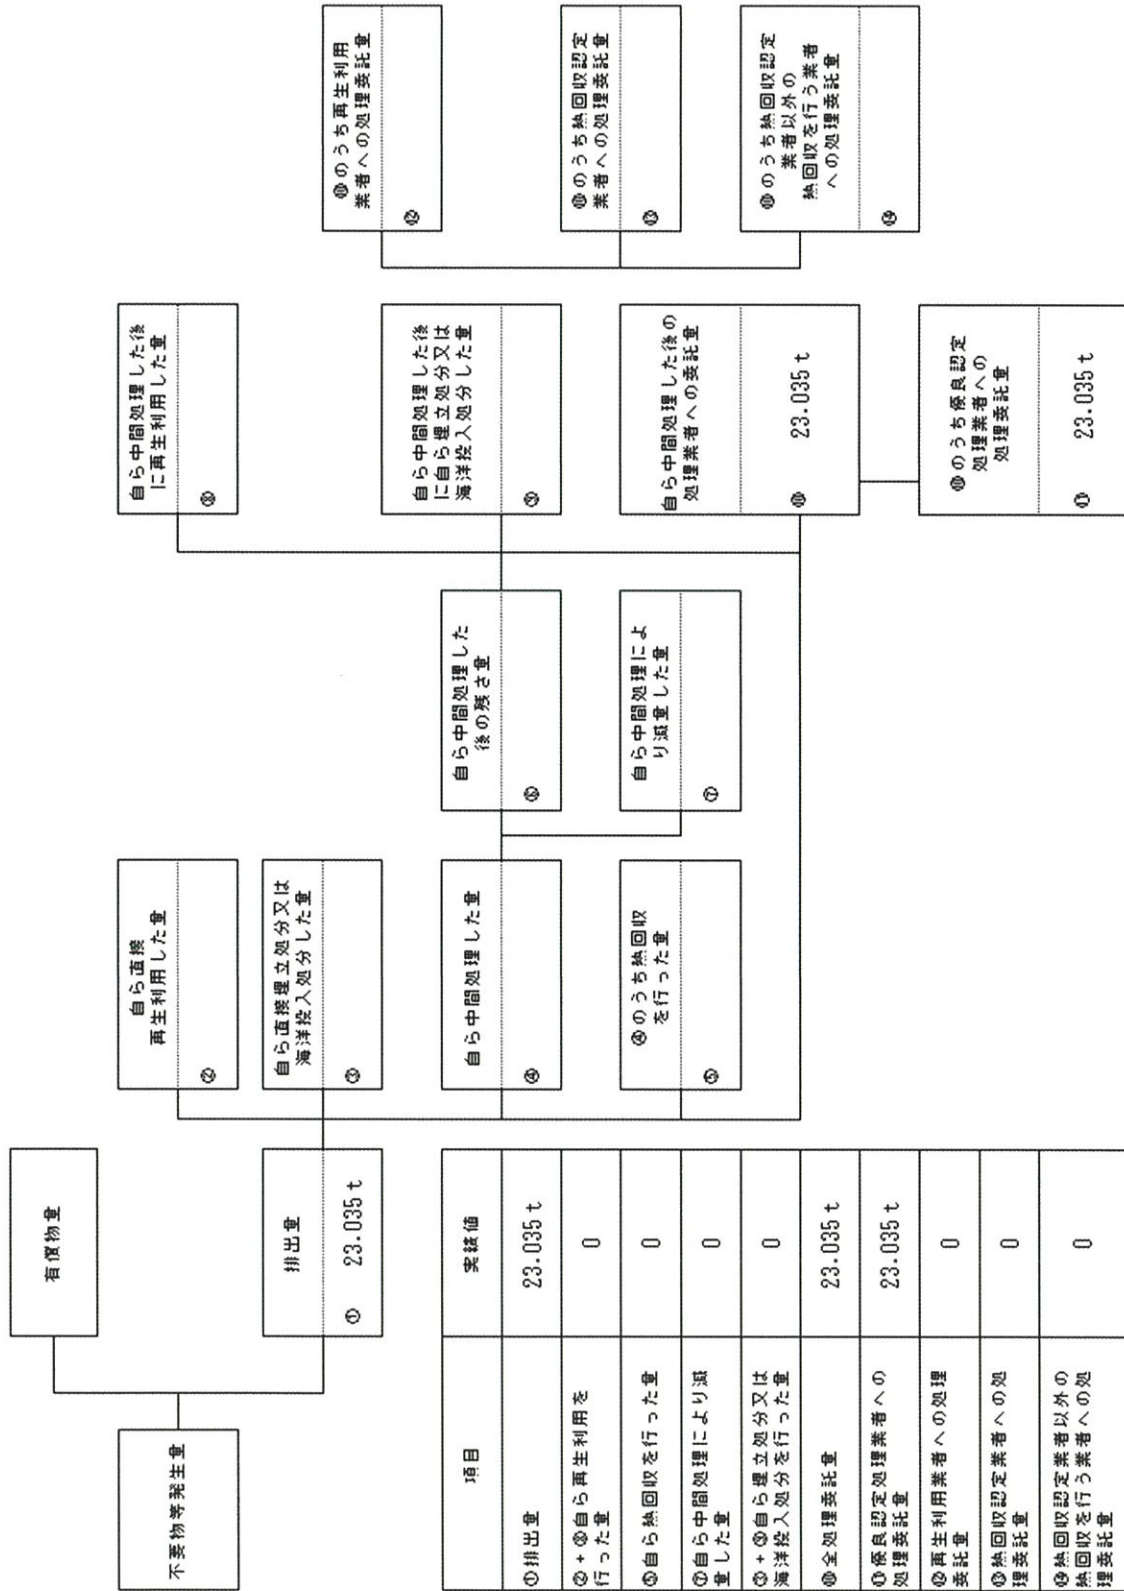 不要物等発生量
有償物量
排出量
① 23.035 t
自ら直接
再生利用した量
②
自ら直接埋立処分又は
海洋投入処分した量
③
自ら中間処理した量
④
④のうち熱回収
を行った量
⑤
自ら中間処理した
後の残さ量
⑥
自ら中間処理によ
り減量した量
⑦
自ら中間処理した後
に再生利用した量
⑧
自ら中間処理した後
に自ら埋立処分又は
海洋投入処分した量
⑨
自ら中間処理した後の
処理業者への委託量
⑩ 23.035 t
⑩のうち優良認定
処理業者への
処理委託量
⑪ 23.035 t
⑩のうち再生利用
業者への処理委託量
⑫
⑩のうち熱回収認定
業者への処理委託量
⑬
⑩のうち熱回収認定
業者以外の
熱回収を行う業者
への処理委託量
⑭
項目 実績値
①排出量 23.035 t
②+⑧自ら再生利用を
行った量 0
⑤自ら熱回収を行った量 0
⑦自ら中間処理により減
量した量 0
③+⑨自ら埋立処分又は
海洋投入処分を行った量 0
⑩全処理委託量 23.035 t
⑪優良認定処理業者への
処理委託量 23.035 t
⑫再生利用業者への処理
委託量 0
⑬熱回収認定業者への処
理委託量 0
⑭熱回収認定業者以外の
熱回収を行う業者への処
理委託量 0